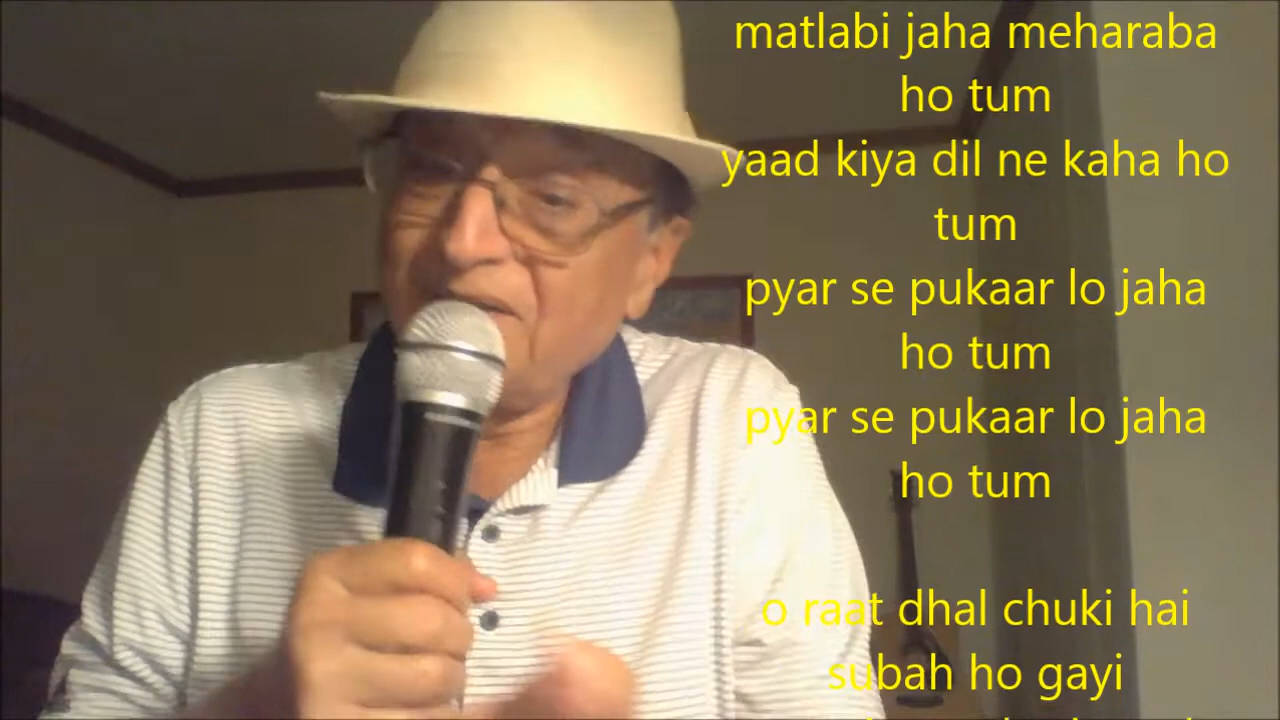 matlabi jaha meharaba
ho tum
yaad kiya dil ne kaha ho
tum
pyar se pukaar lo jaha
ho tum
pyar se pukaar lo jaha
ho tum
o raat dhal chuki hai
subah ho gayi